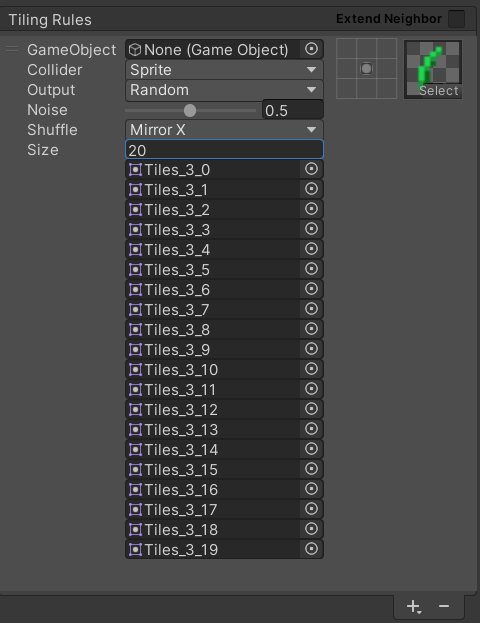 Tiling Rules Extend Neighbor
GameObject None (Game Object)
Collider Sprite
Select
Output Random
Noise 0.5
Shuffle Mirror X
Size 20
Tiles_3_0
Tiles_3_1
Tiles_3_2
Tiles_3_3
Tiles_3_4
Tiles_3_5
Tiles_3_6
Tiles_3_7
Tiles_3_8
Tiles_3_9
Tiles_3_10
Tiles_3_11
Tiles_3_12
Tiles_3_13
Tiles_3_14
Tiles_3_15
Tiles_3_16
Tiles_3_17
Tiles_3_18
Tiles_3_19